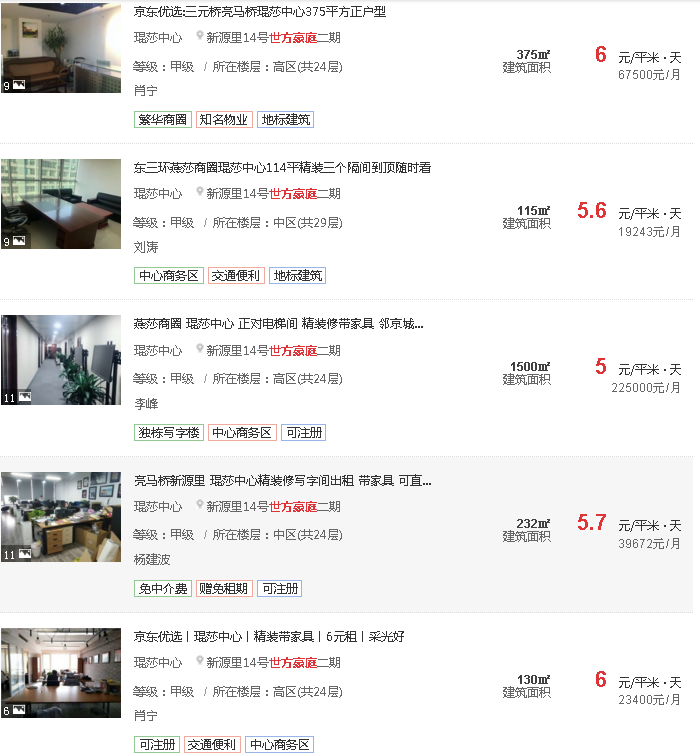 京东优选:三元桥亮马桥琨莎中心375平方正户型
琨莎中心 新源里14号世方豪庭二期
375㎡ 6 元/平米·天
等级：甲级 / 所在楼层：高区(共24层) 建筑面积 67500元/月
9
肖宁
繁华商圈 知名物业 地标建筑
东三环燕莎商圈琨莎中心114平精装三个隔间到顶随时看
琨莎中心 新源里14号世方豪庭二期
115㎡ 5.6 元/平米·天
等级：甲级 / 所在楼层：中区(共29层) 建筑面积 19243元/月
9
刘涛
中心商务区 交通便利 地标建筑
燕莎商圈 琨莎中心 正对电梯间 精装修带家具 邻京城...
琨莎中心 新源里14号世方豪庭二期
1500㎡ 5 元/平米·天
等级：甲级 / 所在楼层：高区(共24层) 建筑面积 225000元/月
11
李峰
独栋写字楼 中心商务区 可注册
亮马桥新源里 琨莎中心精装修写字间出租 带家具 可直...
琨莎中心 新源里14号世方豪庭二期
232㎡ 5.7 元/平米·天
等级：甲级 / 所在楼层：中区(共24层) 建筑面积 39672元/月
11
杨建波
免中介费 赠免租期 可注册
京东优选丨琨莎中心丨精装带家具丨6元租丨采光好
琨莎中心 新源里14号世方豪庭二期
130㎡ 6 元/平米·天
等级：甲级 / 所在楼层：高区(共24层) 建筑面积 23400元/月
6
肖宁
可注册 交通便利 中心商务区